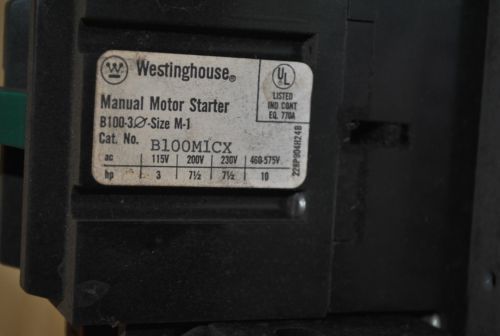 W Westinghouse®
UL
LISTED
IND CONT
EQ. 770A
Manual Motor Starter
B100-3Ø-Size M-1
Cat. No. B100M1CX
ac 115V 200V 230V 460-575V
hp 3 7½ 7½ 10